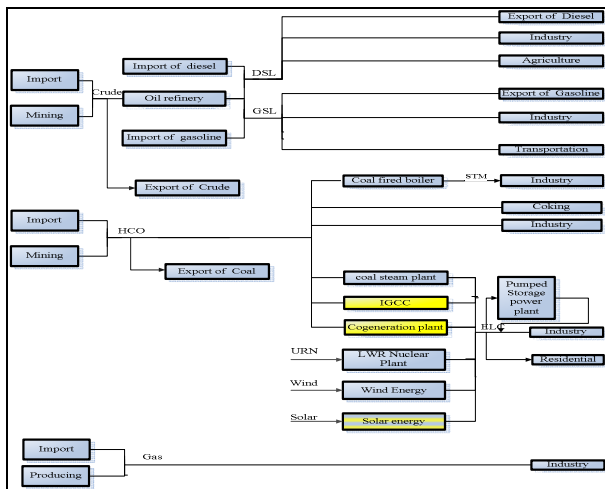 Export of Diesel
Import of diesel
Industry
DSL
Import
Agriculture
Crude
Oil refinery
Export of Gasoline
Mining
GSL
Industry
Import of gasoline
Transportation
Export of Crude
Coal fired boiler
STM
Industry
Import
Coking
HCO
Industry
Mining
Export of Coal
coal steam plant
Pumped
Storage
power
plant
IGCC
Cogeneration plant
ELC
Industry
URN
LWR Nuclear
Plant
Residential
Wind
Wind Energy
Solar
Solar energy
Import
Gas
Industry
Producing